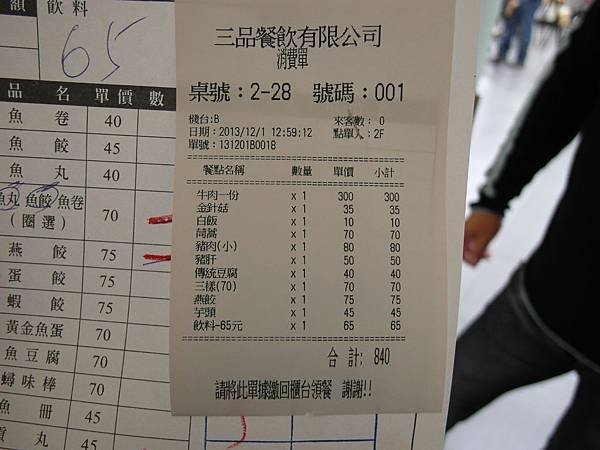 額 飲料
65
品 名 單價 數
魚 卷 40
魚 餃 45
魚 丸 40
魚丸 魚餃 魚卷
(圈選) 70
燕 餃 75
蛋 餃 75
蝦 餃 70
黃金魚蛋 70
魚豆腐 70
蟳味棒 70
魚 冊 45
貢 丸 45
三品餐飲有限公司
消費單
桌號：2-28 號碼：001
機台：B 來客數： 0
日期：2013/12/1 12:59:12 點單人：2F
單號：131201B0018
餐點名稱 數量 單價 小計
牛肉一份 x 1 300 300
金針菇 x 1 35 35
白飯 x 1 10 10
茼蒿 x 1 70 70
豬肉(小) x 1 80 80
豬肝 x 1 50 50
傳統豆腐 x 1 40 40
三樣(70) x 1 70 70
燕餃 x 1 75 75
芋頭 x 1 45 45
飲料-65元 x 1 65 65
合 計: 840
請將此單據繳回櫃台領餐 謝謝!!